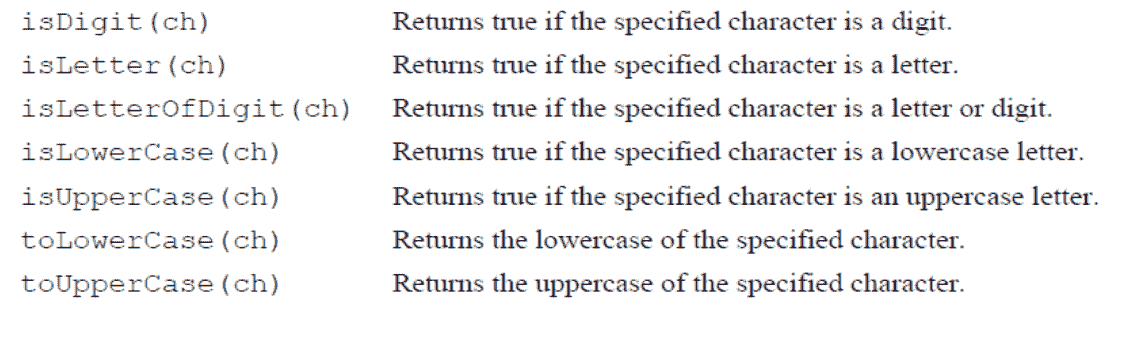 isDigit(ch) Returns true if the specified character is a digit.
isLetter(ch) Returns true if the specified character is a letter.
isLetterOfDigit(ch) Returns true if the specified character is a letter or digit.
isLowerCase(ch) Returns true if the specified character is a lowercase letter.
isUpperCase(ch) Returns true if the specified character is an uppercase letter.
toLowerCase(ch) Returns the lowercase of the specified character.
toUpperCase(ch) Returns the uppercase of the specified character.